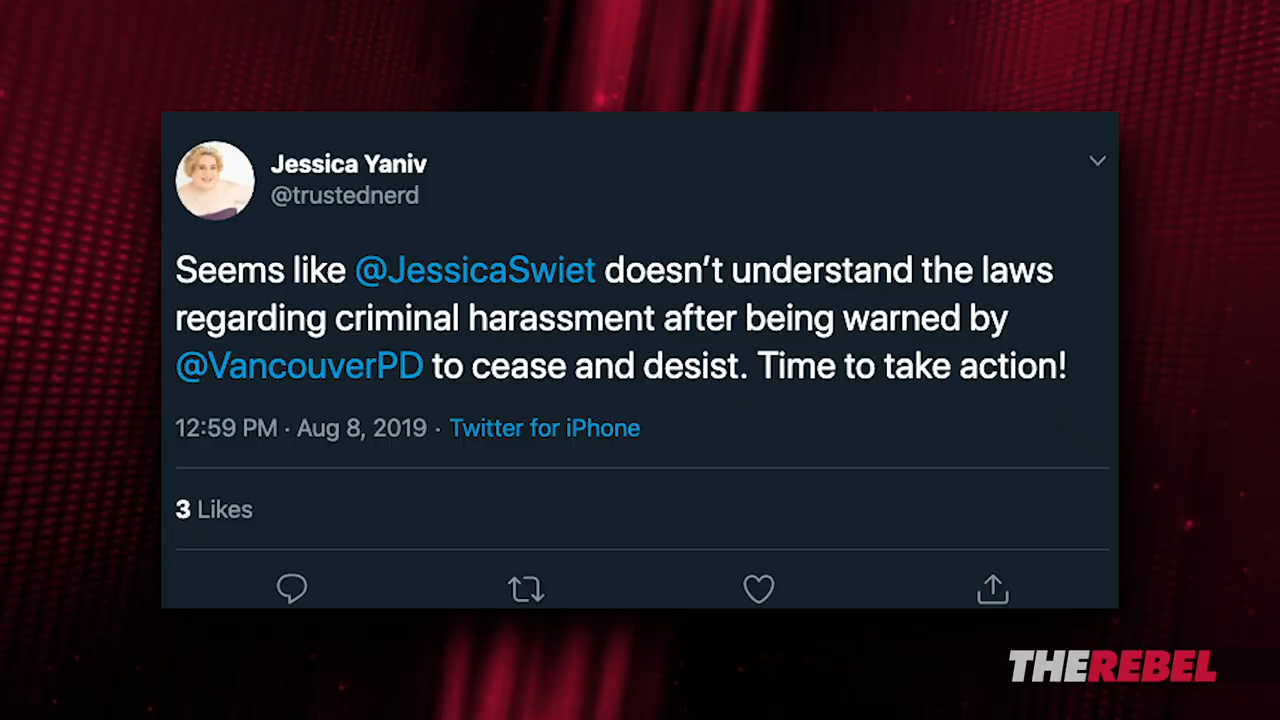 Jessica Yaniv
@trustednerd
Seems like @JessicaSwiet doesn’t understand the laws
regarding criminal harassment after being warned by
@VancouverPD to cease and desist. Time to take action!
12:59 PM · Aug 8, 2019 · Twitter for iPhone
3 Likes
THEREBEL